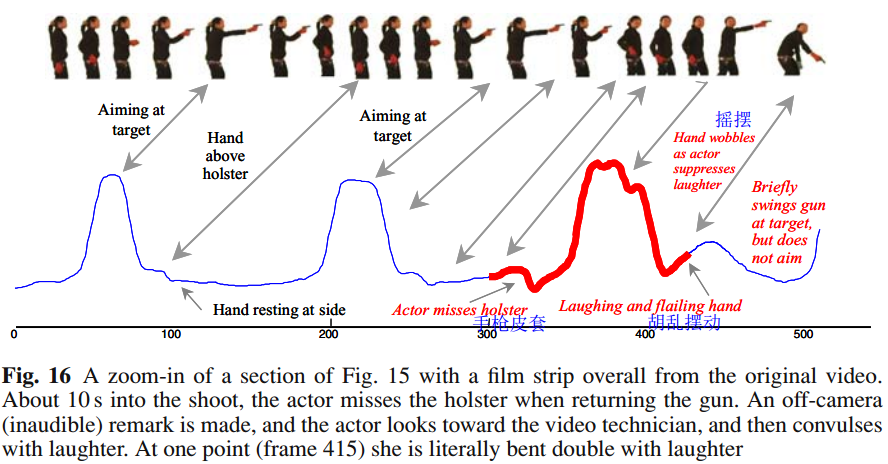 Aiming at
target
Hand
above
holster
Aiming at
target
摇摆
Hand wobbles
as actor
suppresses
laughter
Briefly
swings gun
at target,
but does
not aim
Hand resting at side
Actor misses holster
手枪皮套
Laughing and flailing hand
胡乱摆动
0
100
200
300
400
500
Fig. 16 A zoom-in of a section of Fig. 15 with a film strip overall from the original video.
About 10 s into the shoot, the actor misses the holster when returning the gun. An off-camera
(inaudible) remark is made, and the actor looks toward the video technician, and then convulses
with laughter. At one point (frame 415) she is literally bent double with laughter